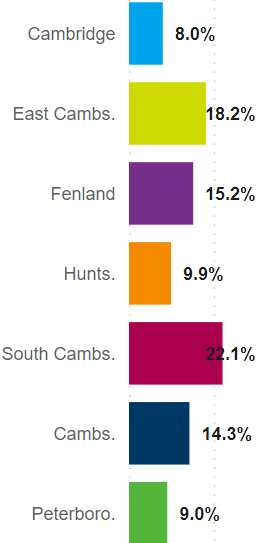 Cambridge 8.0%
East Cambs. 18.2%
Fenland 15.2%
Hunts. 9.9%
South Cambs. 22.1%
Cambs. 14.3%
Peterboro. 9.0%